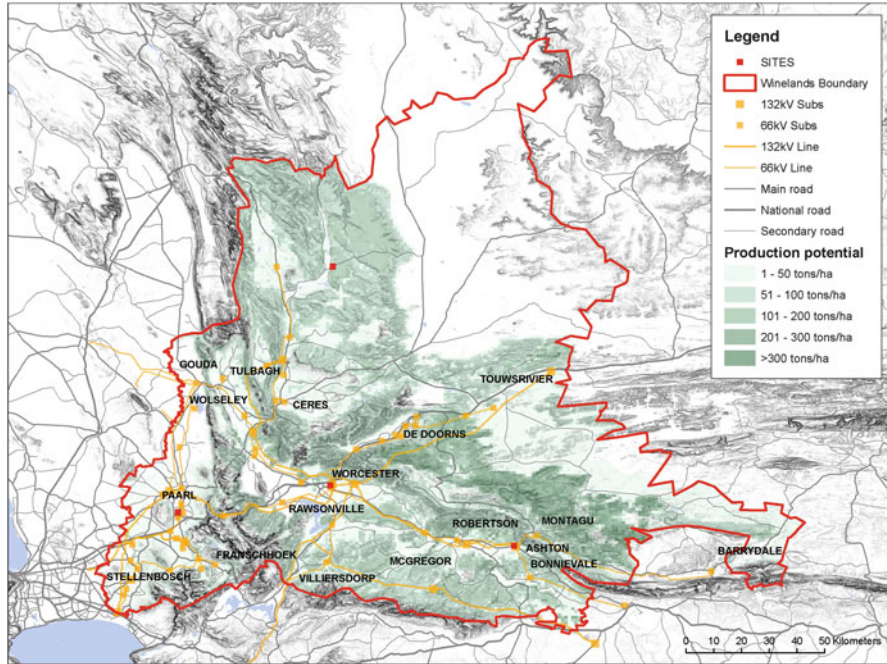 Legend
SITES
Winelands Boundary
132kV Subs
66kV Subs
132kV Line
66kV Line
Main road
National road
Secondary road
Production potential
1 - 50 tons/ha
51 - 100 tons/ha
101 - 200 tons/ha
201 - 300 tons/ha
>300 tons/ha
GOUDA
TULBAGH
TOUWSRIVIER
WOLSELEY
CERES
DE DOORNS
WORCESTER
PAARL
RAWSONVILLE
ROBERTSON
MONTAGU
FRANSCHHOEK
MCGREGOR
ASHTON
BARRYDALE
BONNIEVALE
STELLENBOSCH
VILLIERSDORP
0 5 10 20 30 40 50 Kilometers